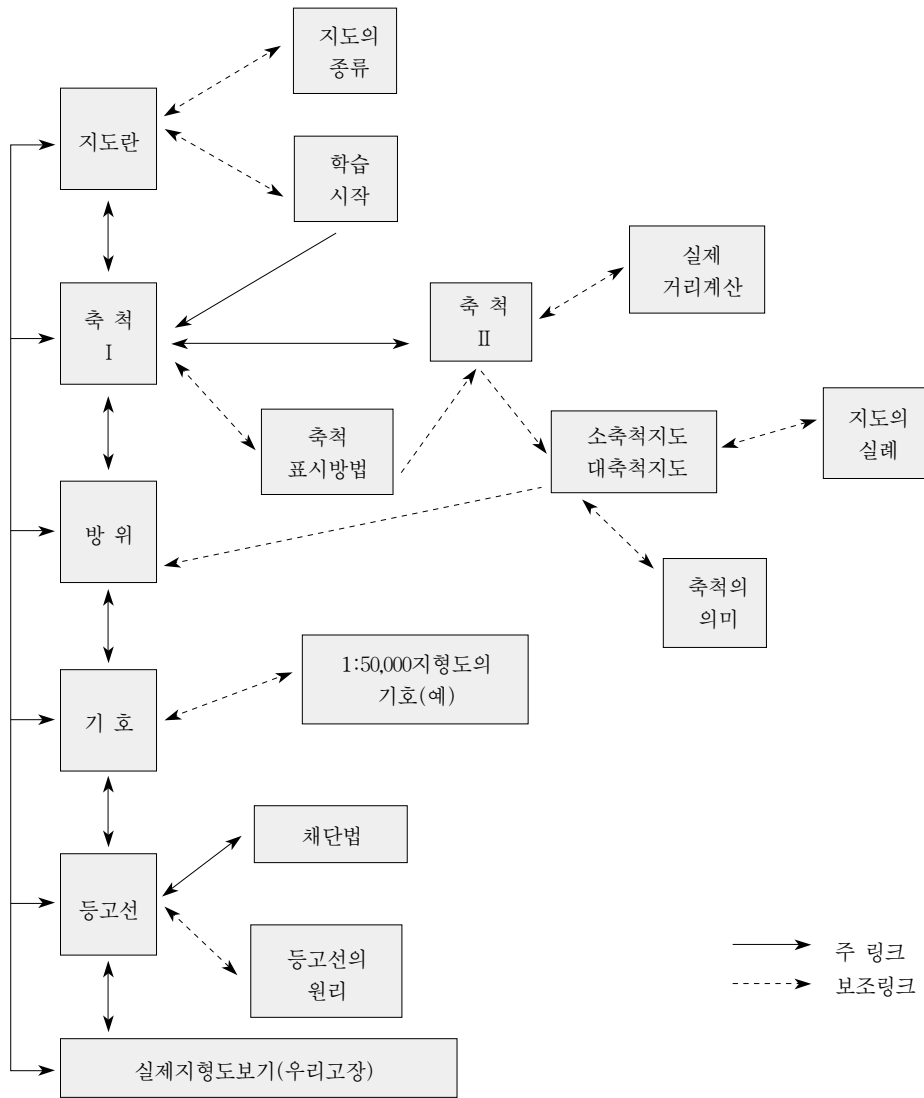 지도의
종류
지도란
학습
시작
실제
거리계산
축 척
I
축 척
II
축척
표시방법
소축척지도
대축척지도
지도의
실례
방 위
축척의
의미
1:50,000지형도의
기호(예)
기 호
채단법
등고선
등고선의
원리
주 링크
보조링크
실제지형도보기(우리고장)